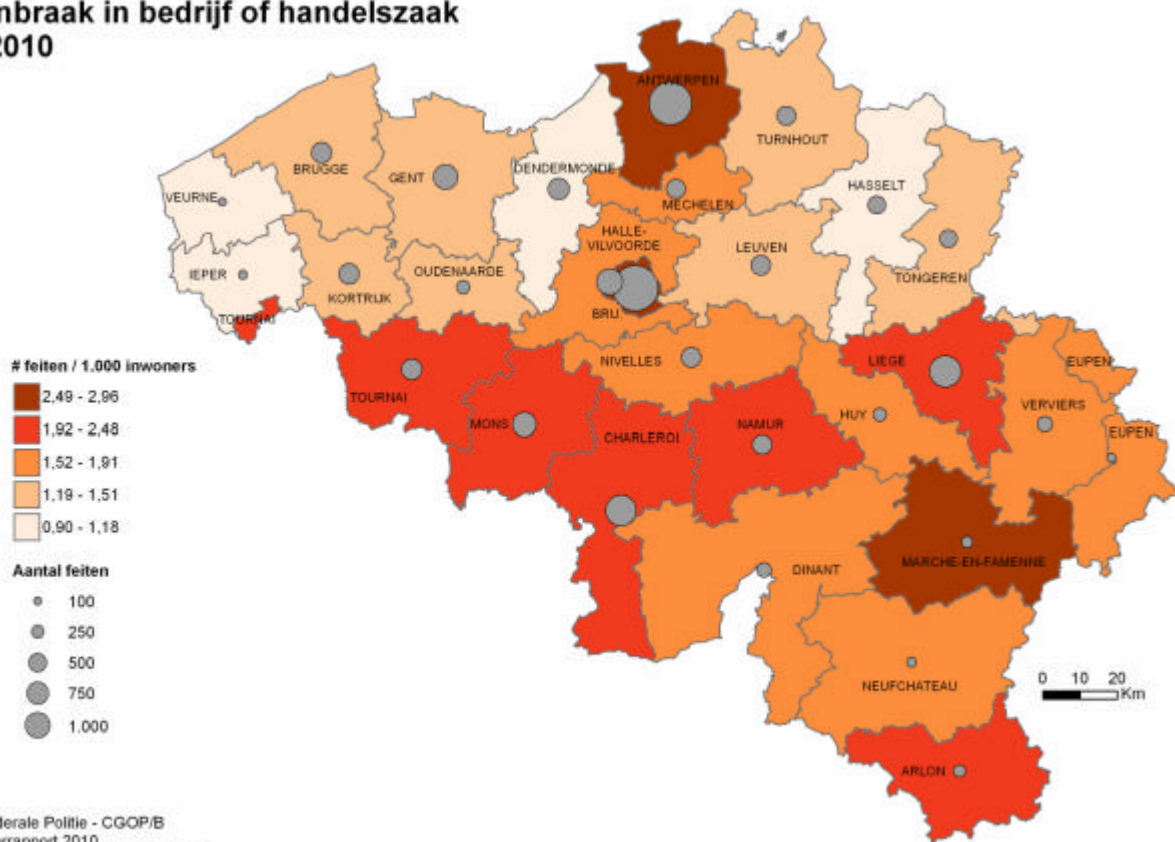 nbraak in bedrijf of handelszaak
2010
ANTWERPEN
TURNHOUT
BRUGGE
GENT
DENDERMONDE
HASSELT
VEURNE
MECHELEN
HALLE-
VILVOORDE
LEUVEN
IEPER
OUDENAARDE
TONGEREN
KORTRIJK
BRU
TOURNAI
NIVELLES
LIEGE
EUPEN
TOURNAI
VERVIERS
HUY
MONS
CHARLEROI
NAMUR
EUPEN
MARCHE-EN-FAMENNE
DINANT
NEUFCHATEAU
ARLON
# feiten / 1.000 inwoners
2,49 - 2,96
1,92 - 2,48
1,52 - 1,91
1,19 - 1,51
0,90 - 1,18
Aantal feiten
100
250
500
750
1.000
0 10 20
Km
derale Politie - CGOP/B
rrapport 2010